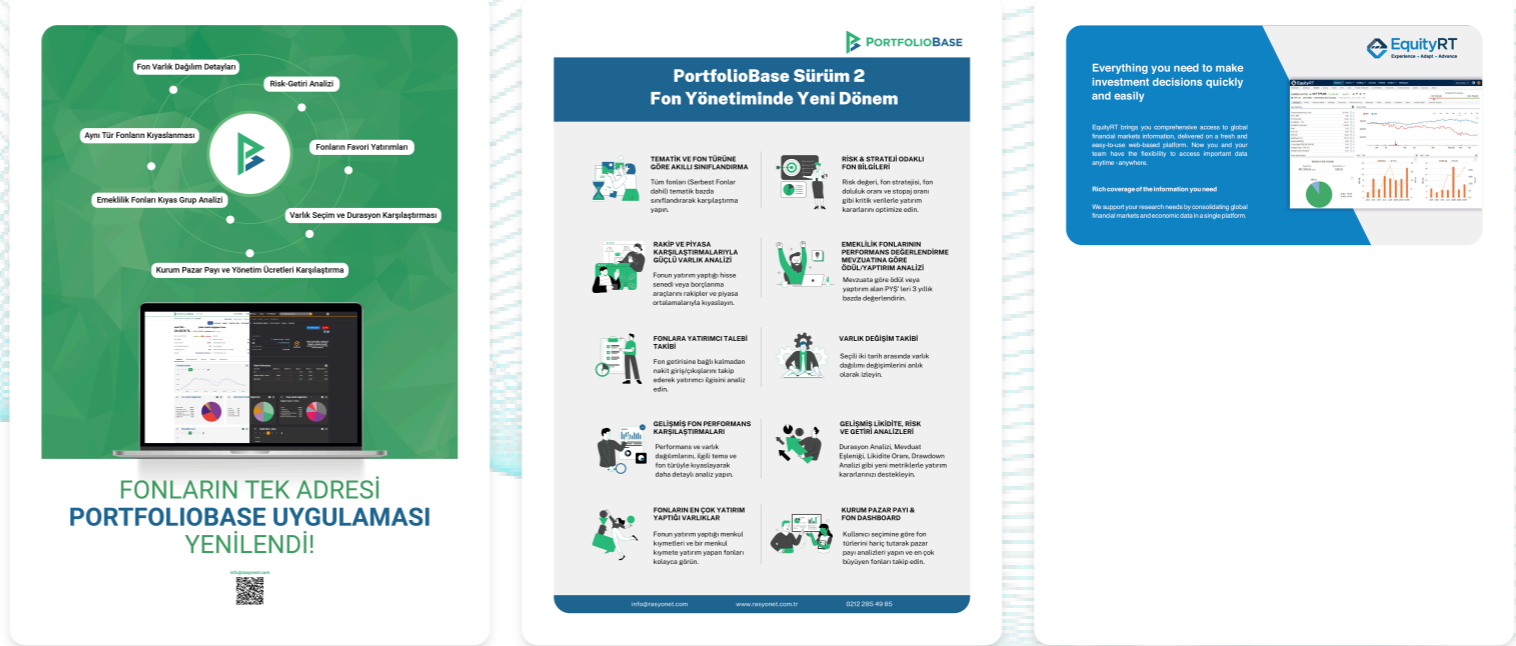 Fon Varlık Dağılım Detayları
Risk-Getiri Analizi
Aynı Tür Fonların Kıyaslanması
Fonların Favori Yatırımları
Emeklilik Fonları Kıyas Grup Analizi
Varlık Seçim ve Durasyon Karşılaştırması
Kurum Pazar Payı ve Yönetim Ücretleri Karşılaştırma
FONLARIN TEK ADRESİ
PORTFOLIOBASE UYGULAMASI
YENİLENDİ!
info@rasyonet.com
PORTFOLIOBASE
PortfolioBase Sürüm 2
Fon Yönetiminde Yeni Dönem
TEMATİK VE FON TÜRÜNE
GÖRE AKILLI SINIFLANDIRMA
Tüm fonları (Serbest Fonlar
dahil) tematik bazda
sınıflandırarak karşılaştırma
yapın.
RİSK & STRATEJİ ODAKLI
FON BİLGİLERİ
Risk değeri, fon stratejisi, fon
doluluk oranı ve stopaj oranı
gibi kritik verilerle yatırım
kararlarını optimize edin.
RAKİP VE PİYASA
KARŞILAŞTIRMALARIYLA
GÜÇLÜ VARLIK ANALİZİ
Fonun yatırım yaptığı hisse
senedi veya borçlanma
araçlarını rakipler ve piyasa
ortalamalarıyla kıyaslayın.
EMEKLİLİK FONLARININ
PERFORMANS DEĞERLENDİRME
MEVZUATINA GÖRE
ÖDÜL/YAPTIRIM ANALİZİ
Mevzuata göre ödül veya
yaptırım alan PYŞ' leri 3 yıllık
bazda değerlendirin.
FONLARA YATIRIMCI TALEBİ
TAKİBİ
Fon getirisine bağlı kalmadan
nakit giriş/çıkışlarını takip
ederek yatırımcı ilgisini analiz
edin.
VARLIK DEĞİŞİM TAKİBİ
Seçili iki tarih arasında varlık
dağılımı değişimlerini anlık
olarak izleyin.
GELİŞMİŞ FON PERFORMANS
KARŞILAŞTIRMALARI
Performans ve varlık
dağılımlarını, ilgili tema ve
fon türüyle kıyaslayarak
daha detaylı analiz yapın.
GELİŞMİŞ LİKİDİTE, RİSK
VE GETİRİ ANALİZLERİ
Durasyon Analizi, Mevduat
Eşleniği, Likidite Oranı, Drawdown
Analizi gibi yeni metriklerle yatırım
kararlarınızı destekleyin.
FONLARIN EN ÇOK YATIRIM
YAPTIĞI VARLIKLAR
Fonun yatırım yaptığı menkul
kıymetleri ve bir menkul
kıymete yatırım yapan fonları
kolayca görün.
KURUM PAZAR PAYI &
FON DASHBOARD
Kullanıcı seçimine göre fon
türlerini hariç tutarak pazar
payı analizleri yapın ve en çok
büyüyen fonları takip edin.
info@rasyonet.com
www.rasyonet.com.tr
0212 285 49 85
EquityRT
Experience • Adapt • Advance
Everything you need to make
investment decisions quickly
and easily
EquityRT brings you comprehensive access to global
financial markets information, delivered on a fresh and
easy-to-use web-based platform. Now you and your
team have the flexibility to access important data
anytime - anywhere.
Rich coverage of the information you need
We support your research needs by consolidating global
financial markets and economic data in a single platform.